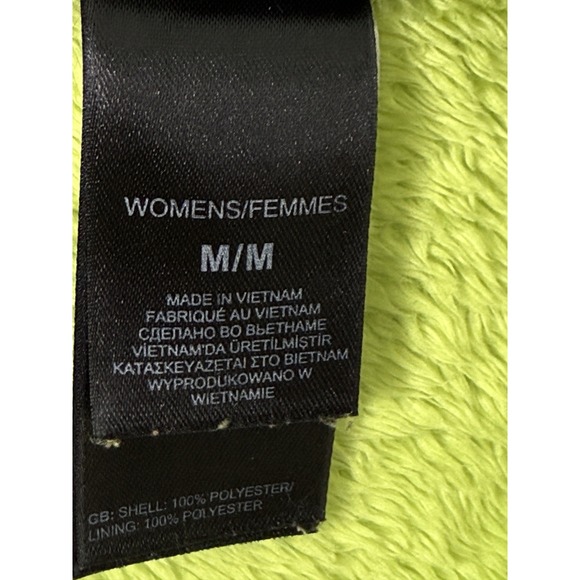 WOMENS/FEMMES
M/M
MADE IN VIETNAM
FABRIQUÉ AU VIETNAM
СДЕЛАНО ВО ВЬЕТНАМЕ
VİETNAM'DA ÜRETİLMİŞTİR
ΚΑΤΑΣΚΕΥΑΖΕΤΑΙ ΣΤΟ ΒΙΕΤΝΑΜ
WYPRODUKOWANO W
WIETNAMIE
GB: SHELL: 100% POLYESTER/
LINING: 100% POLYESTER